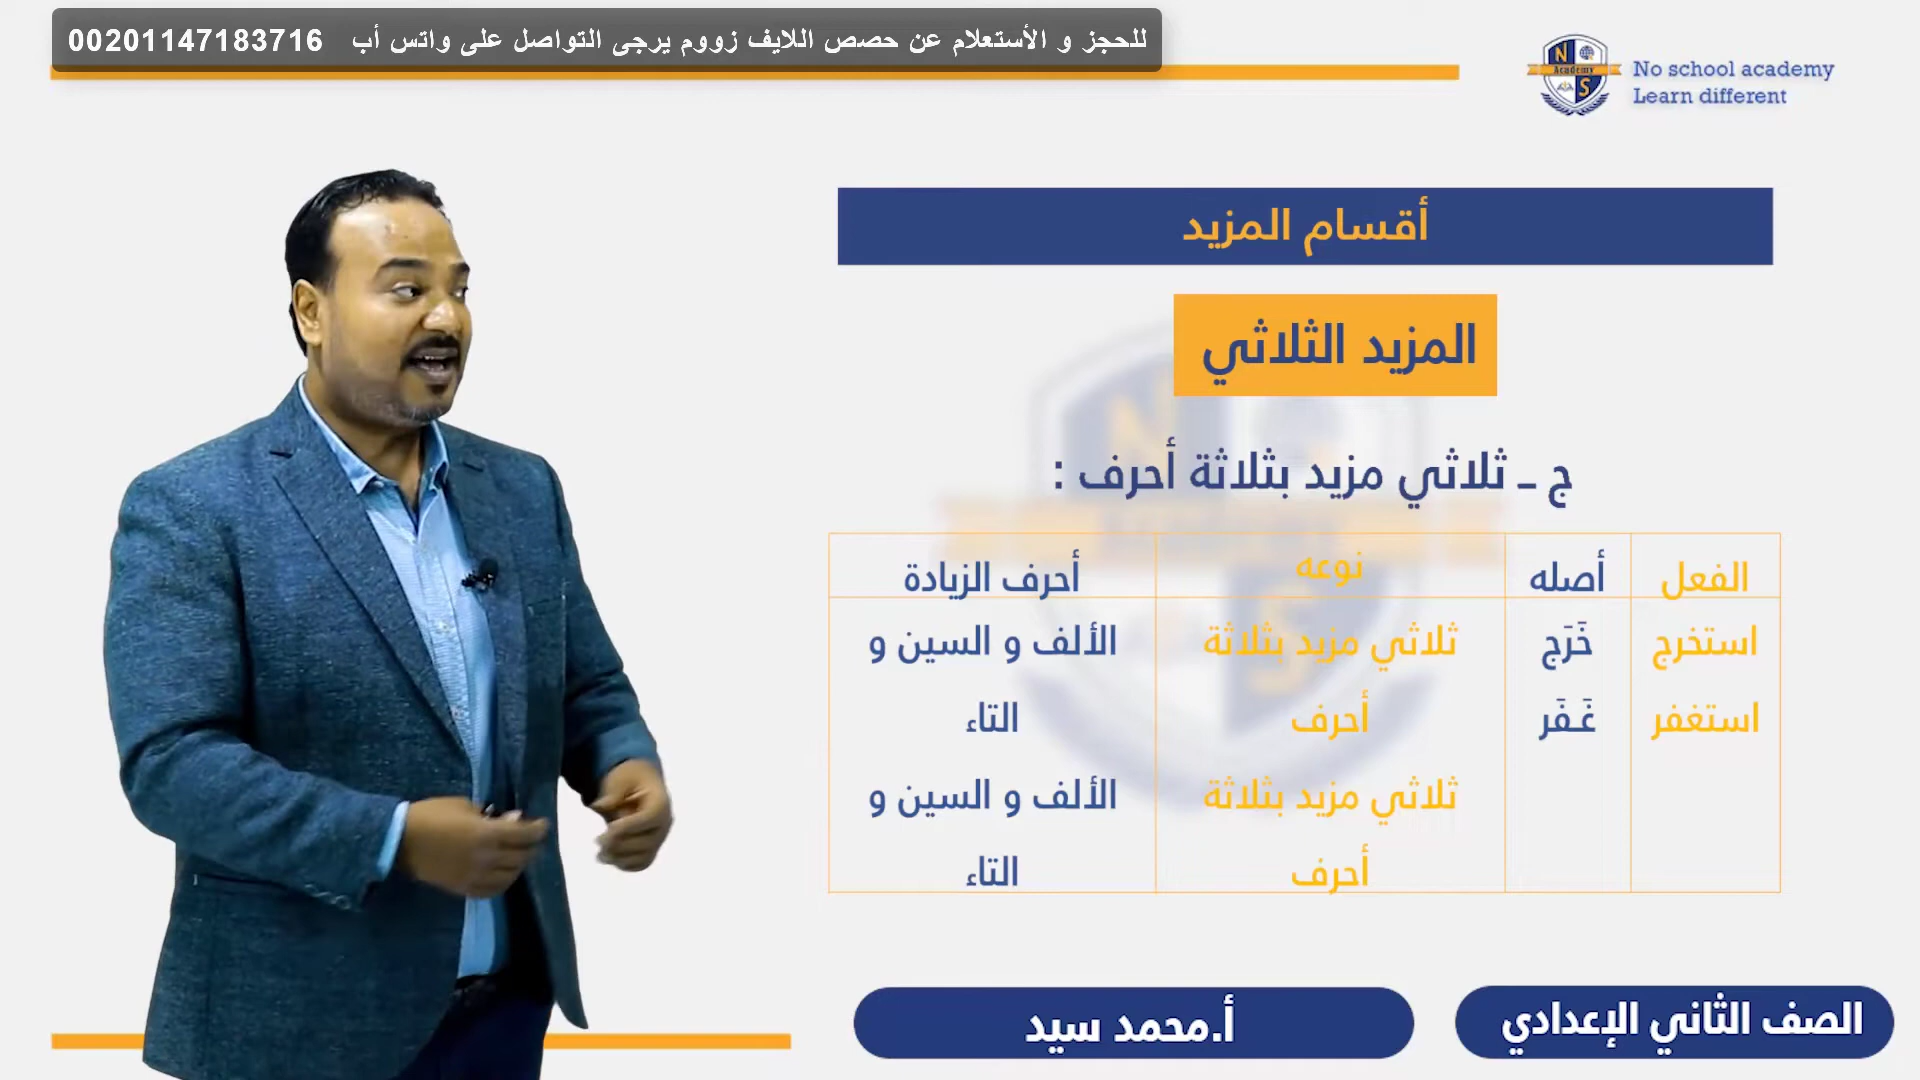 للحجز و الأستعلام عن حصص اللايف زووم يرجى التواصل على واتس أب 00201147183716
N
Academy
S
No school academy
Learn different
أقسام المزيد
المزيد الثلاثي
ج ـ ثلاثي مزيد بثلاثة أحرف :
الفعل أصله نوعه أحرف الزيادة
استخرج خَرَج ثلاثي مزيد بثلاثة الألف و السين و
استغفر غَـفَر أحرف التاء
ثلاثي مزيد بثلاثة الألف و السين و
أحرف التاء
الصف الثاني الإعدادي
أ.محمد سيد